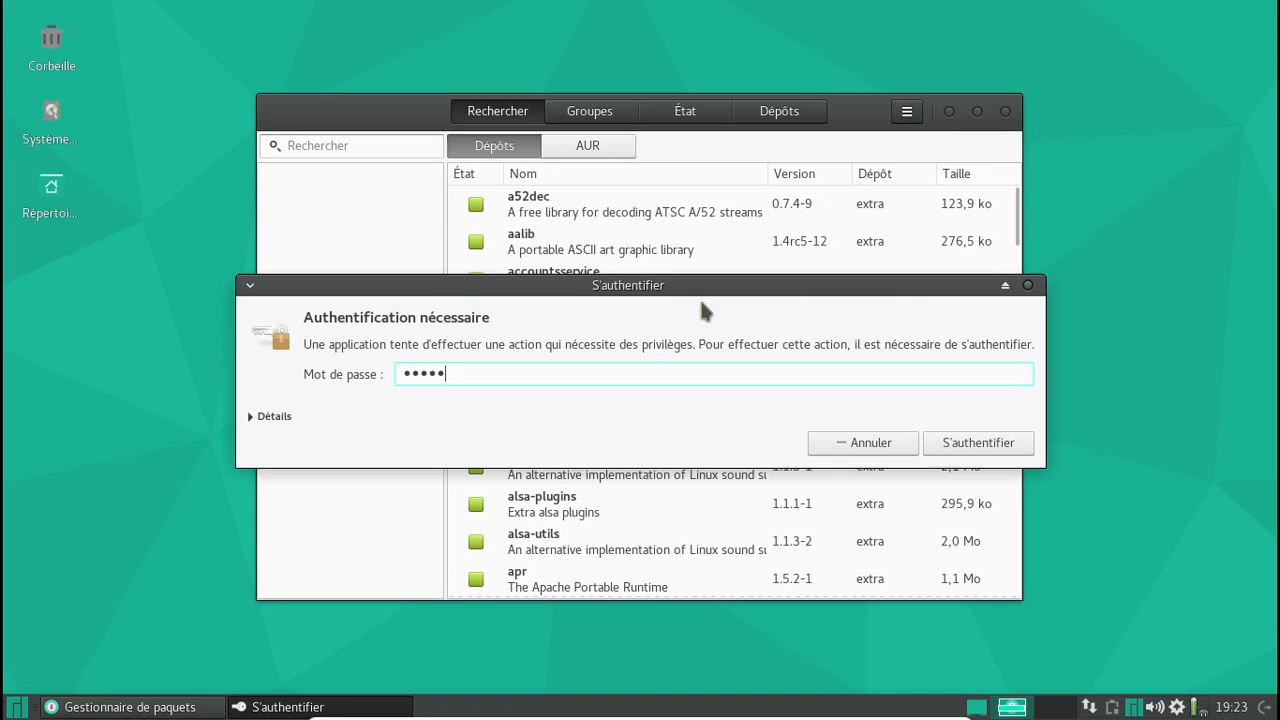 Corbeille
Système...
Répertoi...
Rechercher
Groupes
État
Dépôts
Rechercher
Dépôts
AUR
État
Nom
Version
Dépôt
Taille
a52dec
A free library for decoding ATSC A/52 streams
0.7.4-9
extra
123,9 ko
aalib
A portable ASCII art graphic library
1.4rc5-12
extra
276,5 ko
accountsservice
S'authentifier
Authentification nécessaire
Une application tente d'effectuer une action qui nécessite des privilèges. Pour effectuer cette action, il est nécessaire de s'authentifier.
Mot de passe : •••••
Détails
Annuler
S'authentifier
An alternative implementation of Linux sound
alsa-plugins
Extra alsa plugins
1.1.1-1
extra
295,9 ko
alsa-utils
An alternative implementation of Linux sound
1.1.3-2
extra
2,0 Mo
apr
The Apache Portable Runtime
1.5.2-1
extra
1,1 Mo
Gestionnaire de paquets
S'authentifier
19:23